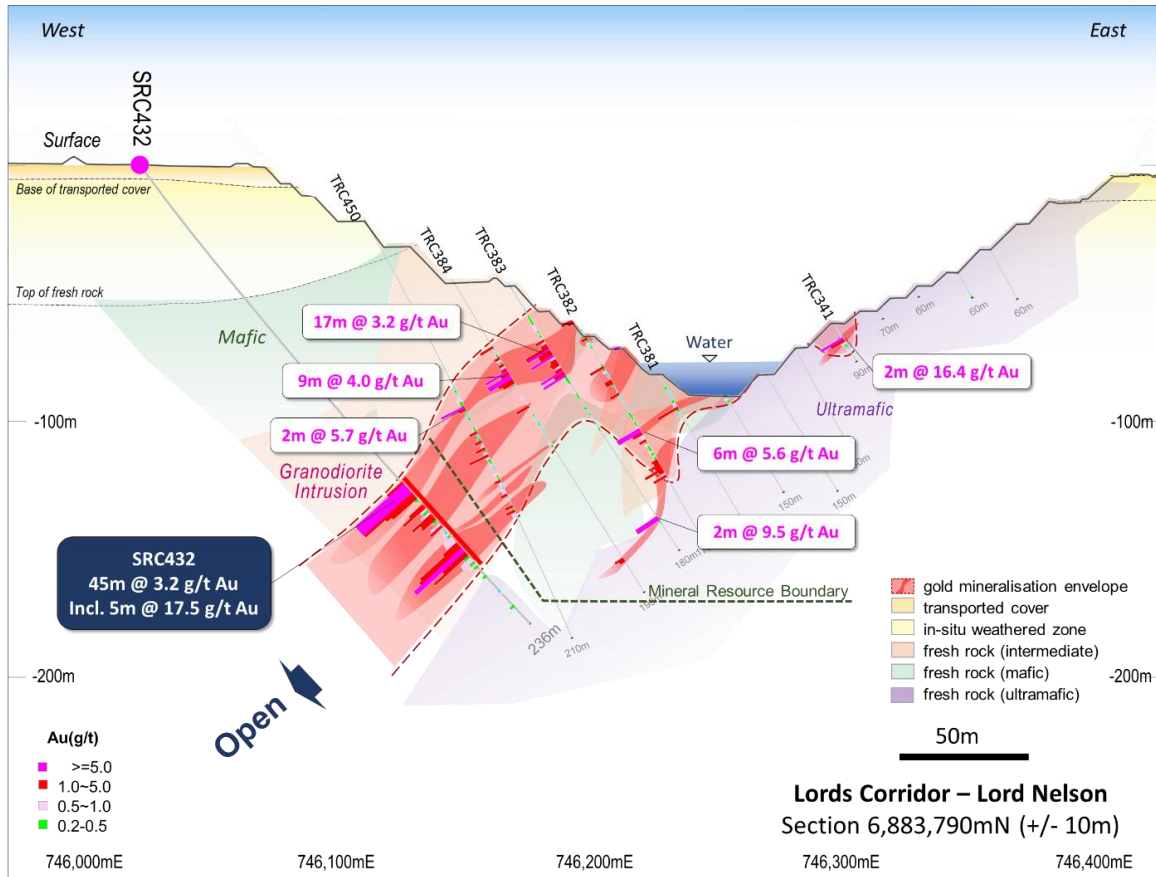 West
East
SRC432
Surface
Base of transported cover
TRC450
TRC384
TRC383
TRC382
TRC381
TRC341
Top of fresh rock
Mafic
17m @ 3.2 g/t Au
Water
70m
60m
60m
60m
90m
9m @ 4.0 g/t Au
2m @ 16.4 g/t Au
Ultramafic
2m @ 5.7 g/t Au
-100m
-100m
6m @ 5.6 g/t Au
Granodiorite
Intrusion
150m
150m
2m @ 9.5 g/t Au
180m
SRC432
45m @ 3.2 g/t Au
Incl. 5m @ 17.5 g/t Au
Mineral Resource Boundary
236m
210m
gold mineralisation envelope
transported cover
in-situ weathered zone
fresh rock (intermediate)
fresh rock (mafic)
fresh rock (ultramafic)
-200m
-200m
Open
50m
Au(g/t)
>=5.0
1.0~5.0
0.5~1.0
0.2-0.5
Lords Corridor – Lord Nelson
Section 6,883,790mN (+/- 10m)
746,000mE
746,100mE
746,200mE
746,300mE
746,400mE